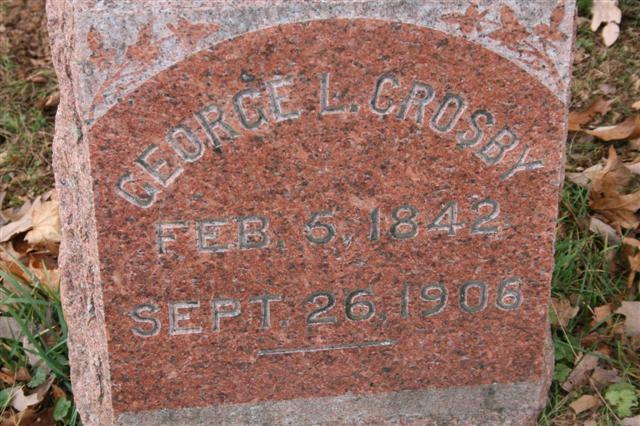 GEORGE L. CROSBY
FEB. 5, 1842.
SEPT. 26, 1906